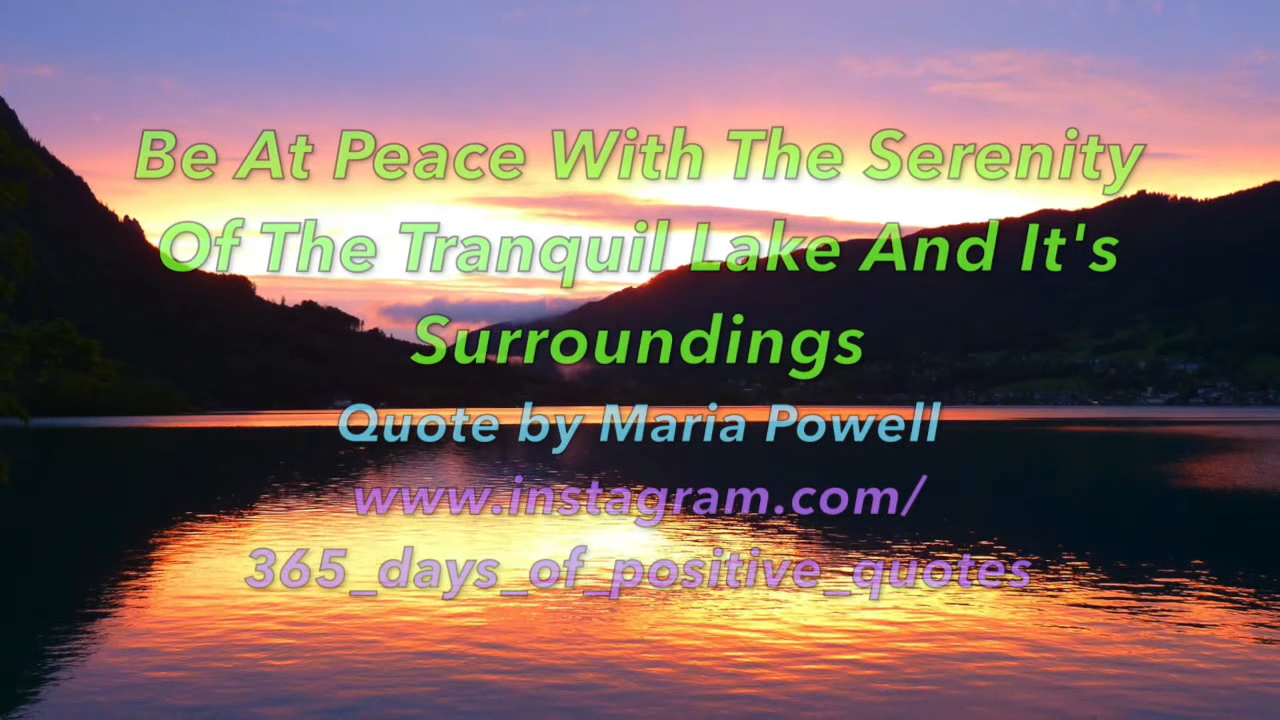 Be At Peace With The Serenity
Of The Tranquil Lake And It's
Surroundings
Quote by Maria Powell
www.instagram.com/
365_days_of_positive_quotes